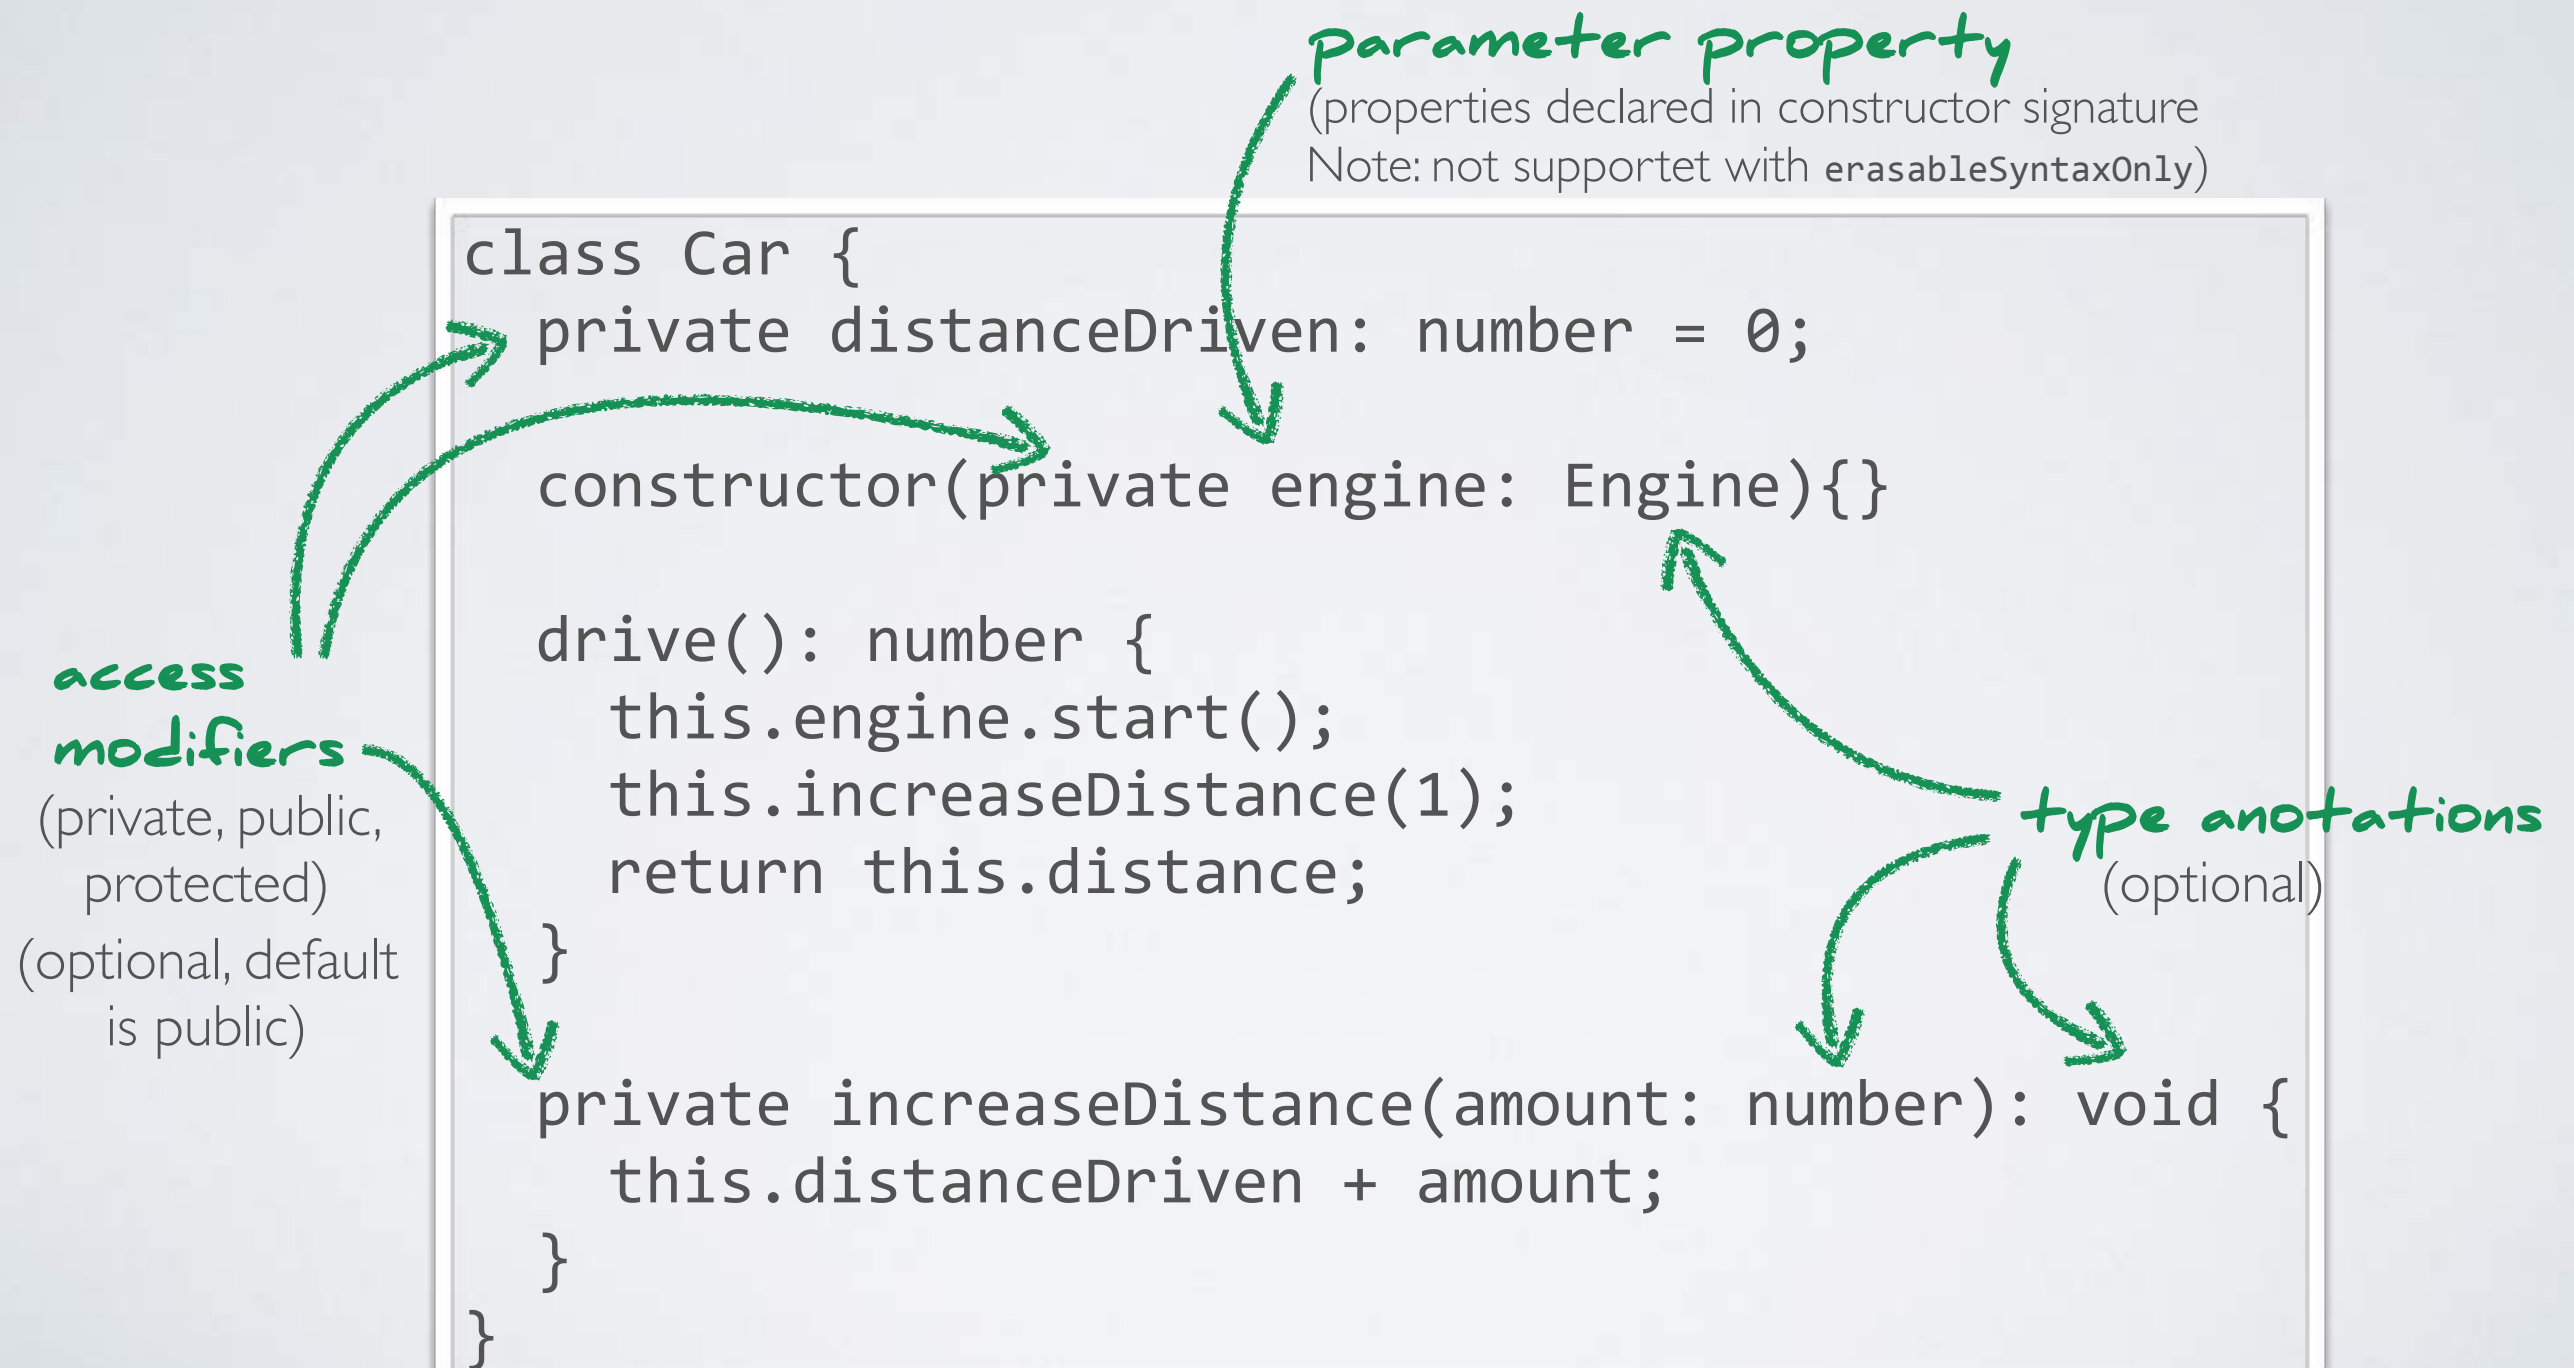 parameter property
(properties declared in constructor signature
Note: not supportet with erasableSyntaxOnly)
class Car {
private distanceDriven: number = 0;
constructor(private engine: Engine){}
drive(): number {
this.engine.start();
this.increaseDistance(1);
return this.distance;
}
private increaseDistance(amount: number): void {
this.distanceDriven + amount;
}
}
access
modifiers
(private, public,
protected)
(optional, default
is public)
type anotations
(optional)